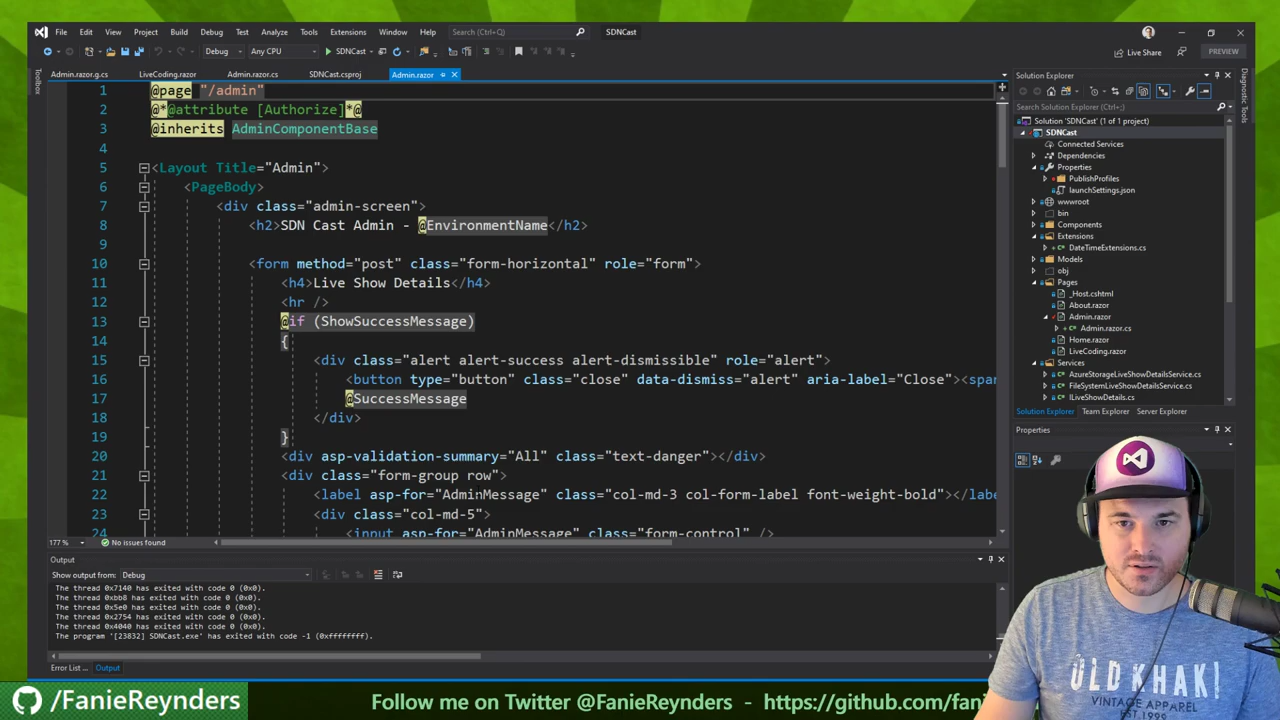 File Edit View Project Build Debug Test Analyze Tools Extensions Window Help Search (Ctrl+Q) SDNCast
Debug Any CPU SDNCast Live Share PREVIEW
Toolbox
Admin.razor.g.cs LiveCoding.razor Admin.razor.cs SDNCast.csproj Admin.razor
1 @page "/admin"
2 @*@attribute [Authorize]*@
3 @inherits AdminComponentBase
4
5 <Layout Title="Admin">
6 <PageBody>
7 <div class="admin-screen">
8 <h2>SDN Cast Admin - @EnvironmentName</h2>
9
10 <form method="post" class="form-horizontal" role="form">
11 <h4>Live Show Details</h4>
12 <hr />
13 @if (ShowSuccessMessage)
14 {
15 <div class="alert alert-success alert-dismissible" role="alert">
16 <button type="button" class="close" data-dismiss="alert" aria-label="Close"><spar
17 @SuccessMessage
18 </div>
19 }
20 <div asp-validation-summary="All" class="text-danger"></div>
21 <div class="form-group row">
22 <label asp-for="AdminMessage" class="col-md-3 col-form-label font-weight-bold"></labe
23 <div class="col-md-5">
24 <input asp-for="AdminMessage" class="form-control" />
177 % No issues found
Output
Show output from: Debug
The thread 0x7140 has exited with code 0 (0x0).
The thread 0xbb8 has exited with code 0 (0x0).
The thread 0x5e0 has exited with code 0 (0x0).
The thread 0x2754 has exited with code 0 (0x0).
The thread 0x4040 has exited with code 0 (0x0).
The program '[23832] SDNCast.exe' has exited with code -1 (0xffffffff).
Error List ... Output
Solution Explorer
Search Solution Explorer (Ctrl+;)
Solution 'SDNCast' (1 of 1 project)
SDNCast
Connected Services
Dependencies
Properties
PublishProfiles
launchSettings.json
wwwroot
bin
Components
Extensions
DateTimeExtensions.cs
Models
obj
Pages
_Host.cshtml
About.razor
Admin.razor
Admin.razor.cs
Home.razor
LiveCoding.razor
Services
AzureStorageLiveShowDetailsService.cs
FileSystemLiveShowDetailsService.cs
ILiveShowDetails.cs
Solution Explorer Team Explorer Server Explorer
Properties
Diagnostic Tools
OLD KHAKI
VINTAGE APPAREL
EST.1999
/FanieReynders Follow me on Twitter @FanieReynders - https://github.com/fani